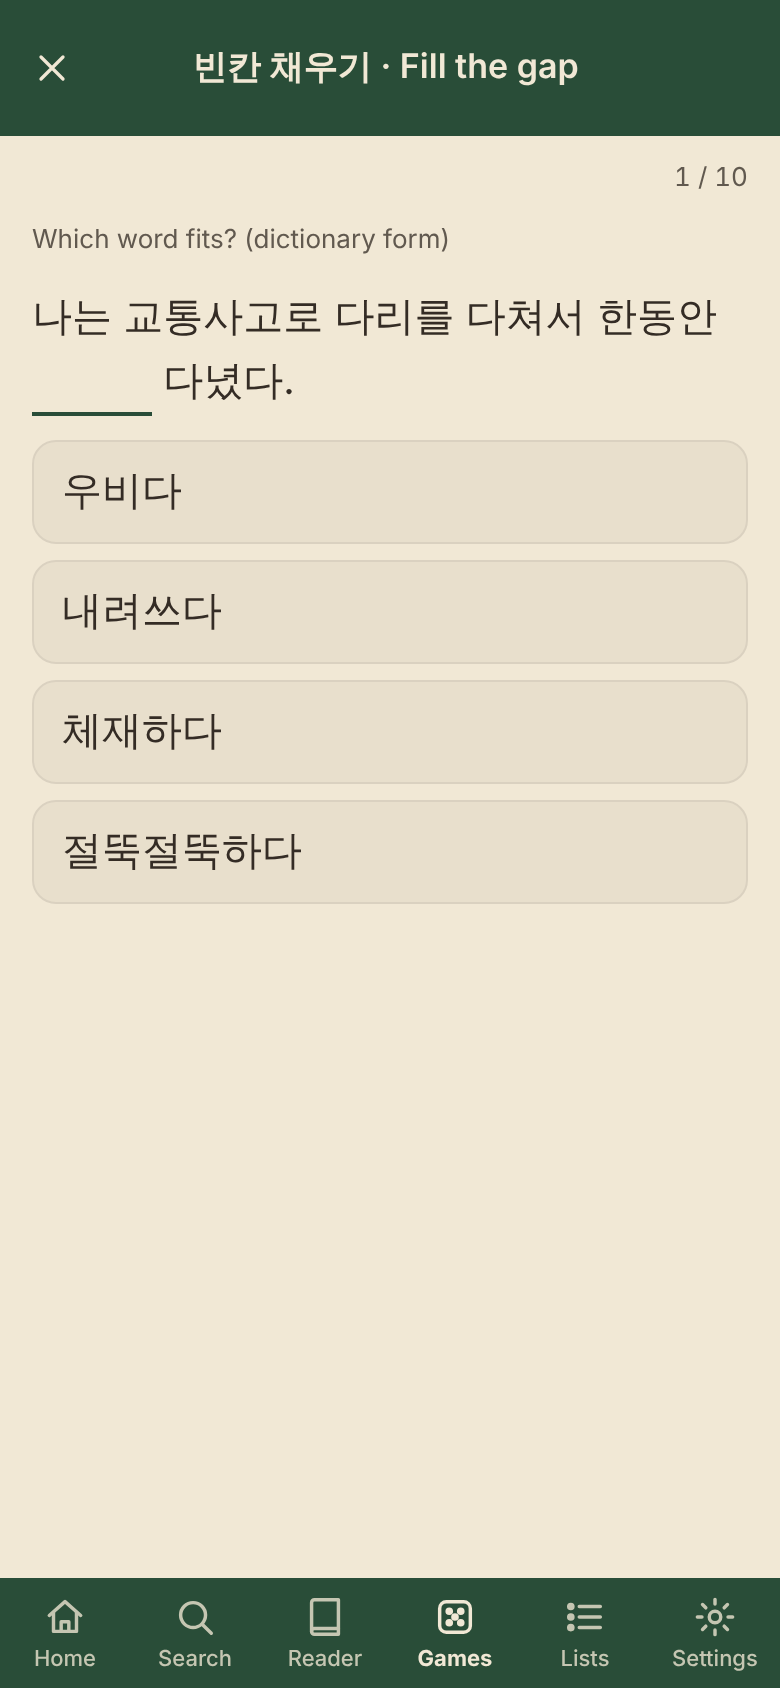 빈칸 채우기 · Fill the gap
1 / 10
Which word fits? (dictionary form)
나는 교통사고로 다리를 다쳐서 한동안
______ 다녔다.
우비다
내려쓰다
체재하다
절뚝절뚝하다
Home
Search
Reader
Games
Lists
Settings